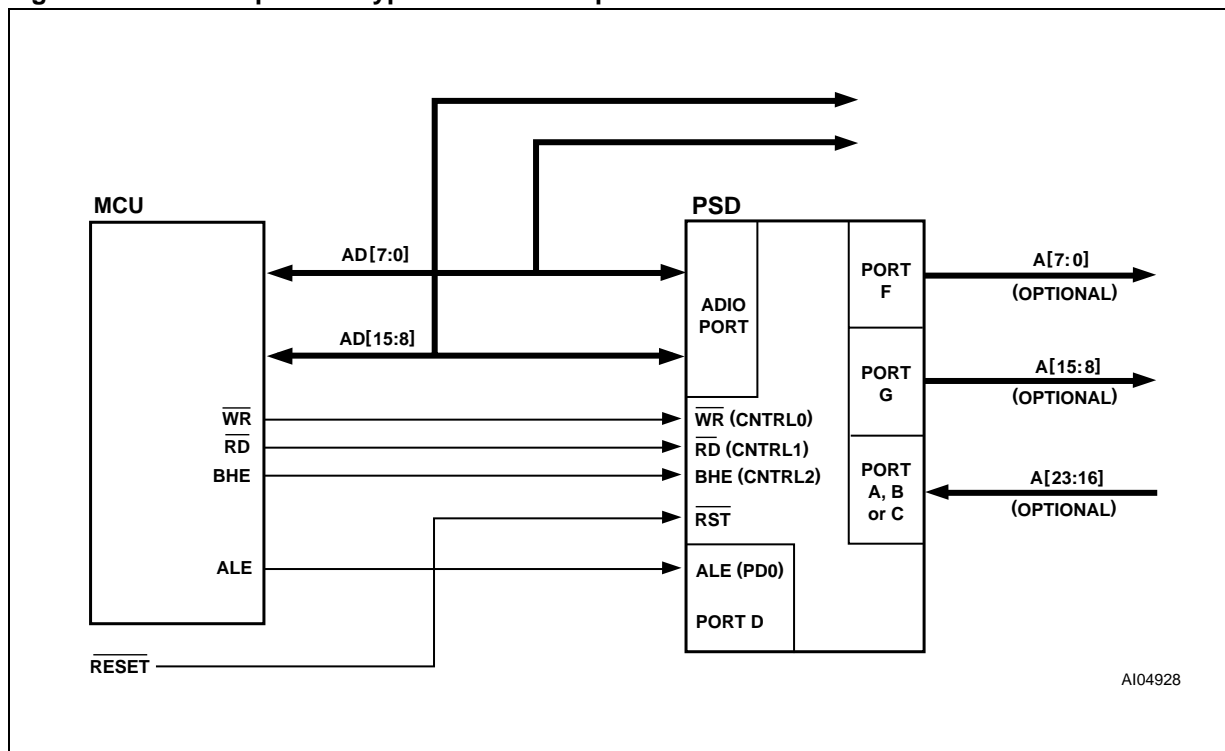 MCU
PSD
AD[7:0]
AD[15:8]
ADIO
PORT
PORT
F
A[7:0]
(OPTIONAL)
PORT
G
A[15:8]
(OPTIONAL)
PORT
A, B
or C
A[23:16]
(OPTIONAL)
WR
WR (CNTRL0)
RD
RD (CNTRL1)
BHE
BHE (CNTRL2)
RST
ALE
ALE (PD0)
PORT D
RESET
AI04928